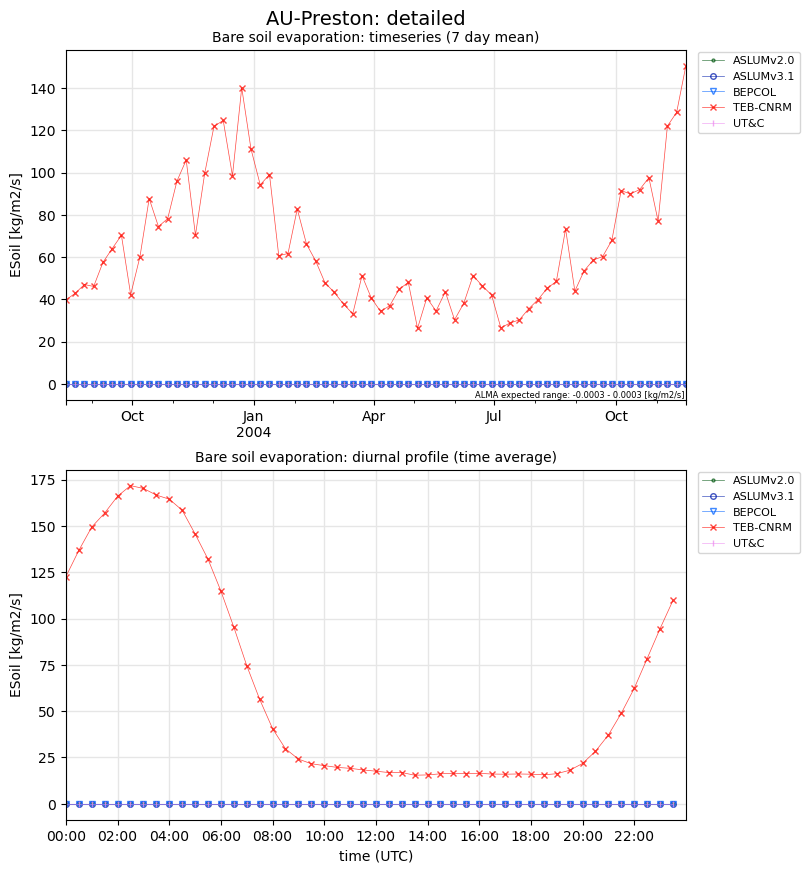 AU-Preston: detailed
Bare soil evaporation: timeseries (7 day mean)
ESoil [kg/m2/s]
140
120
100
80
60
40
20
0
Oct
Jan
2004
Apr
Jul
Oct
ALMA expected range: -0.0003 - 0.0003 [kg/m2/s]
ASLUMv2.0
ASLUMv3.1
BEPCOL
TEB-CNRM
UT&C
Bare soil evaporation: diurnal profile (time average)
ESoil [kg/m2/s]
175
150
125
100
75
50
25
0
00:00 02:00 04:00 06:00 08:00 10:00 12:00 14:00 16:00 18:00 20:00 22:00
time (UTC)
ASLUMv2.0
ASLUMv3.1
BEPCOL
TEB-CNRM
UT&C